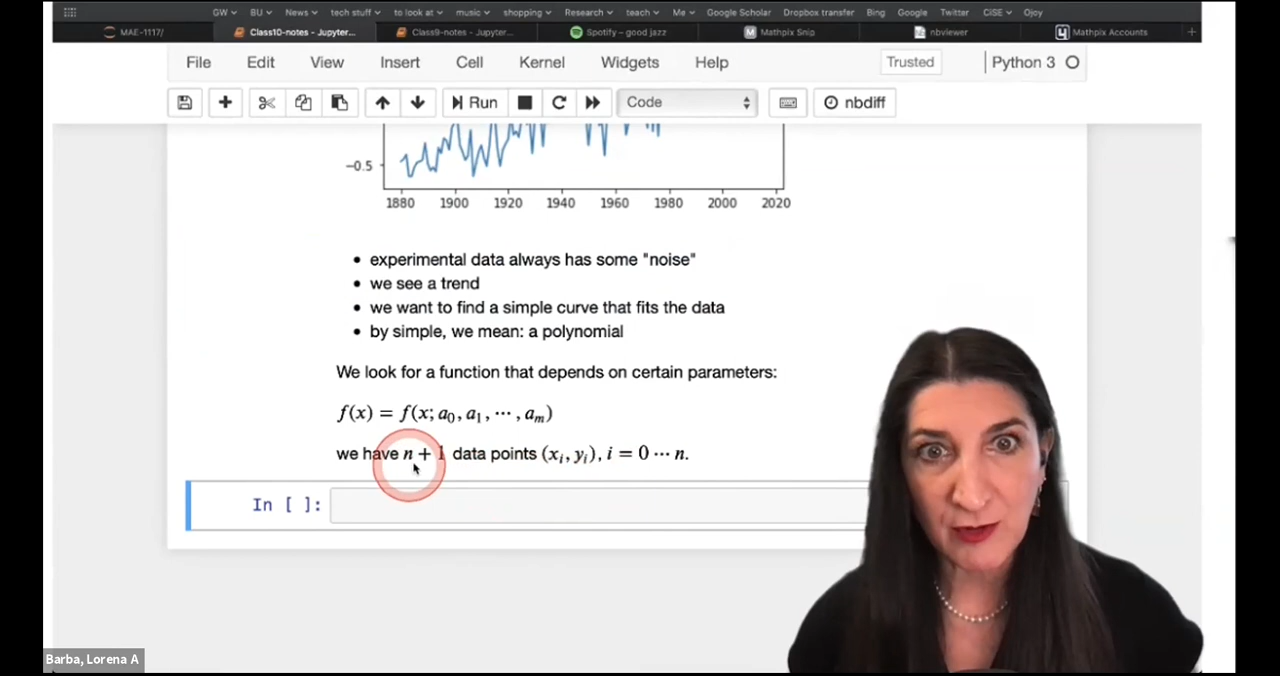 GW BU News tech stuff to look at music shopping Research teach Me Google Scholar Dropbox transfer Bing Google Twitter CiSE Ojoy
MAE-1117/ Class10-notes - Jupyter... Class9-notes - Jupyter... Spotify – good jazz Mathpix Snip nbviewer Mathpix Accounts
File Edit View Insert Cell Kernel Widgets Help Trusted Python 3
Run Code nbdiff
−0.5
1880 1900 1920 1940 1960 1980 2000 2020
• experimental data always has some "noise"
• we see a trend
• we want to find a simple curve that fits the data
• by simple, we mean: a polynomial
We look for a function that depends on certain parameters:
f(x) = f(x; a₀, a₁, ⋯ , aₘ)
we have n + 1 data points (xᵢ, yᵢ), i = 0 ⋯ n.
In [ ]:
Barba, Lorena A